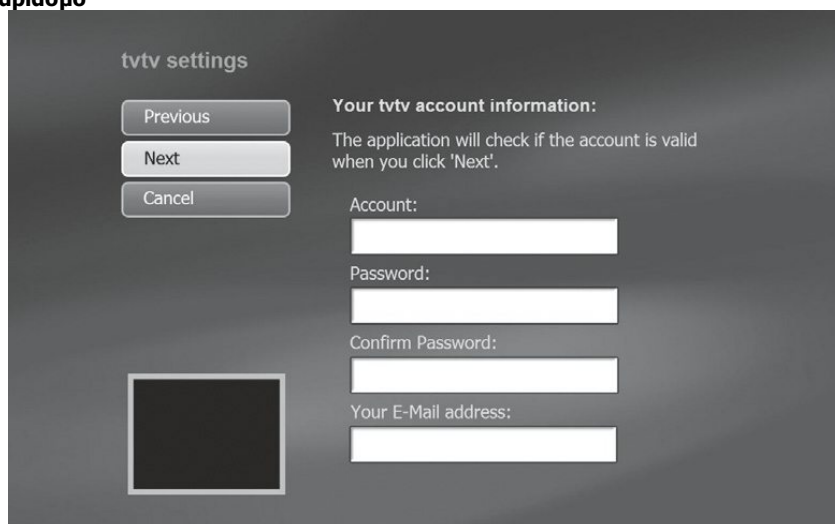 tvtv settings
Previous
Next
Cancel
Your tvtv account information:
The application will check if the account is valid
when you click 'Next'.
Account:
Password:
Confirm Password:
Your E-Mail address: